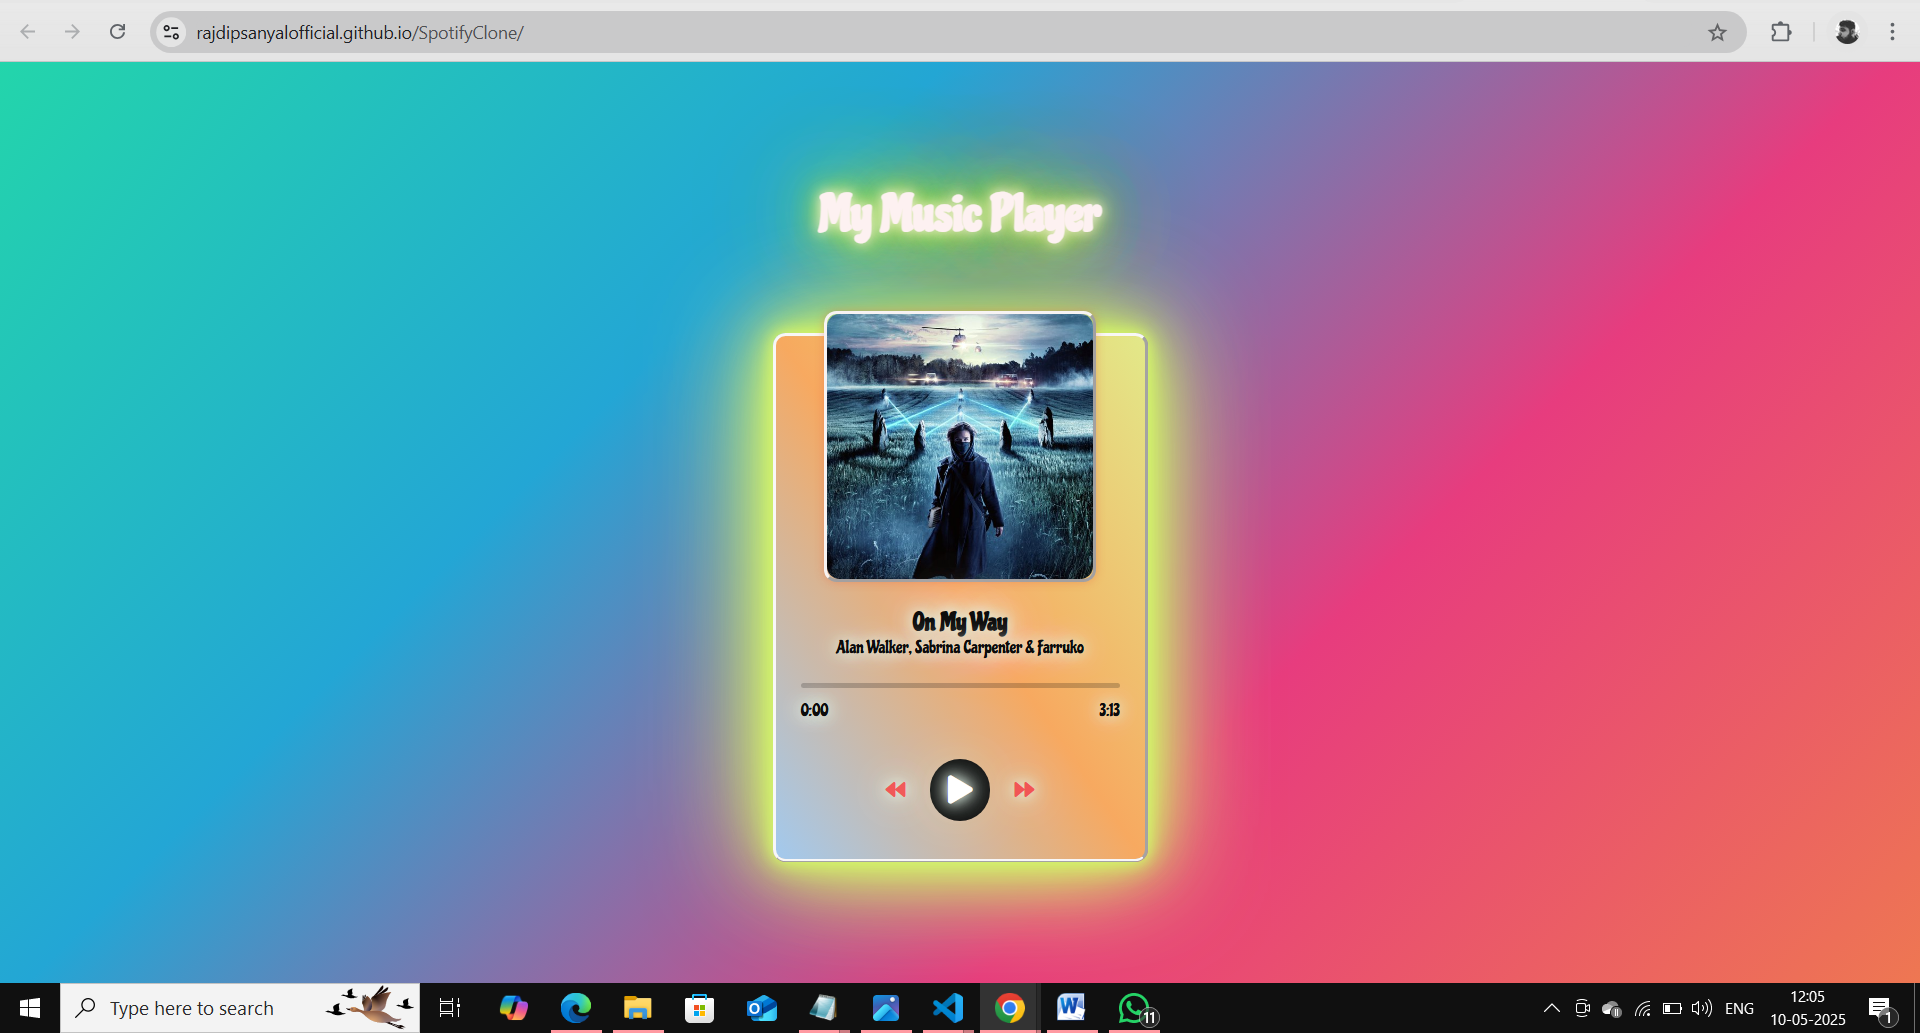 rajdipsanyalofficial.github.io/SpotifyClone/
My Music Player
On My Way
Alan Walker, Sabrina Carpenter & Farruko
0:00 3:13
Type here to search
11
ENG
12:05
10-05-2025
1